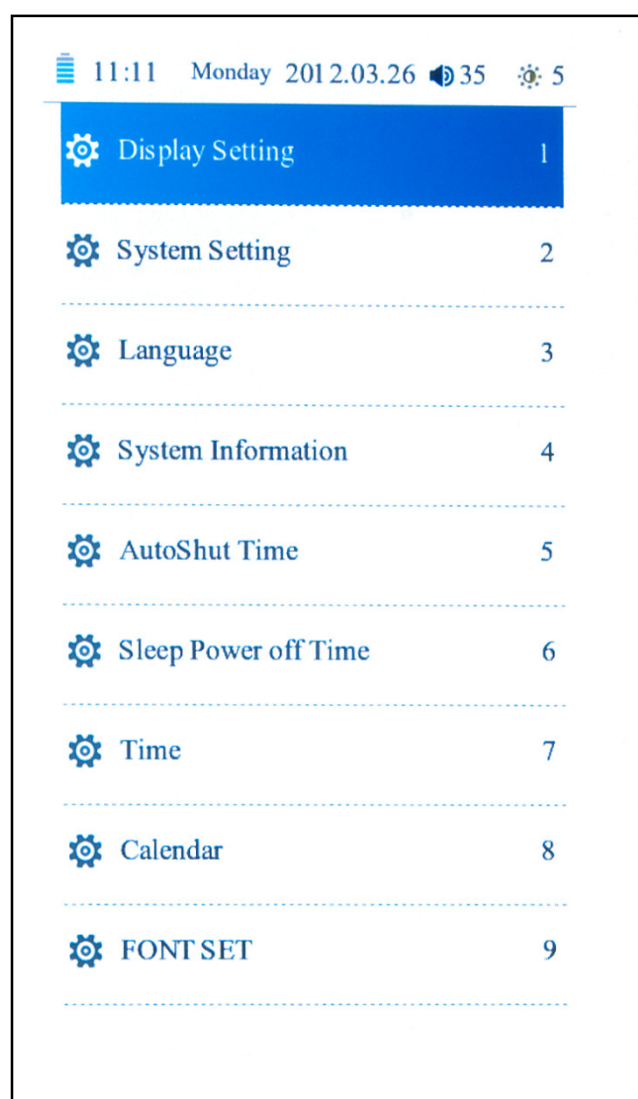 11:11 Monday 2012.03.26 35 5
Display Setting 1
System Setting 2
Language 3
System Information 4
AutoShut Time 5
Sleep Power off Time 6
Time 7
Calendar 8
FONT SET 9